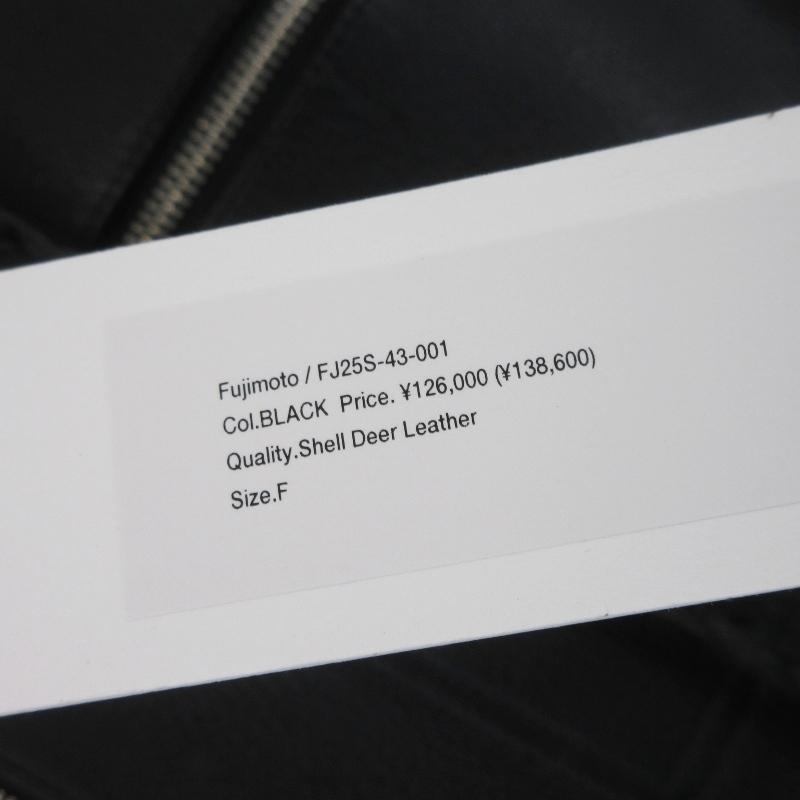 Fujimoto / FJ25S-43-001
Col.BLACK Price. ¥126,000 (¥138,600)
Quality.Shell Deer Leather
Size.F